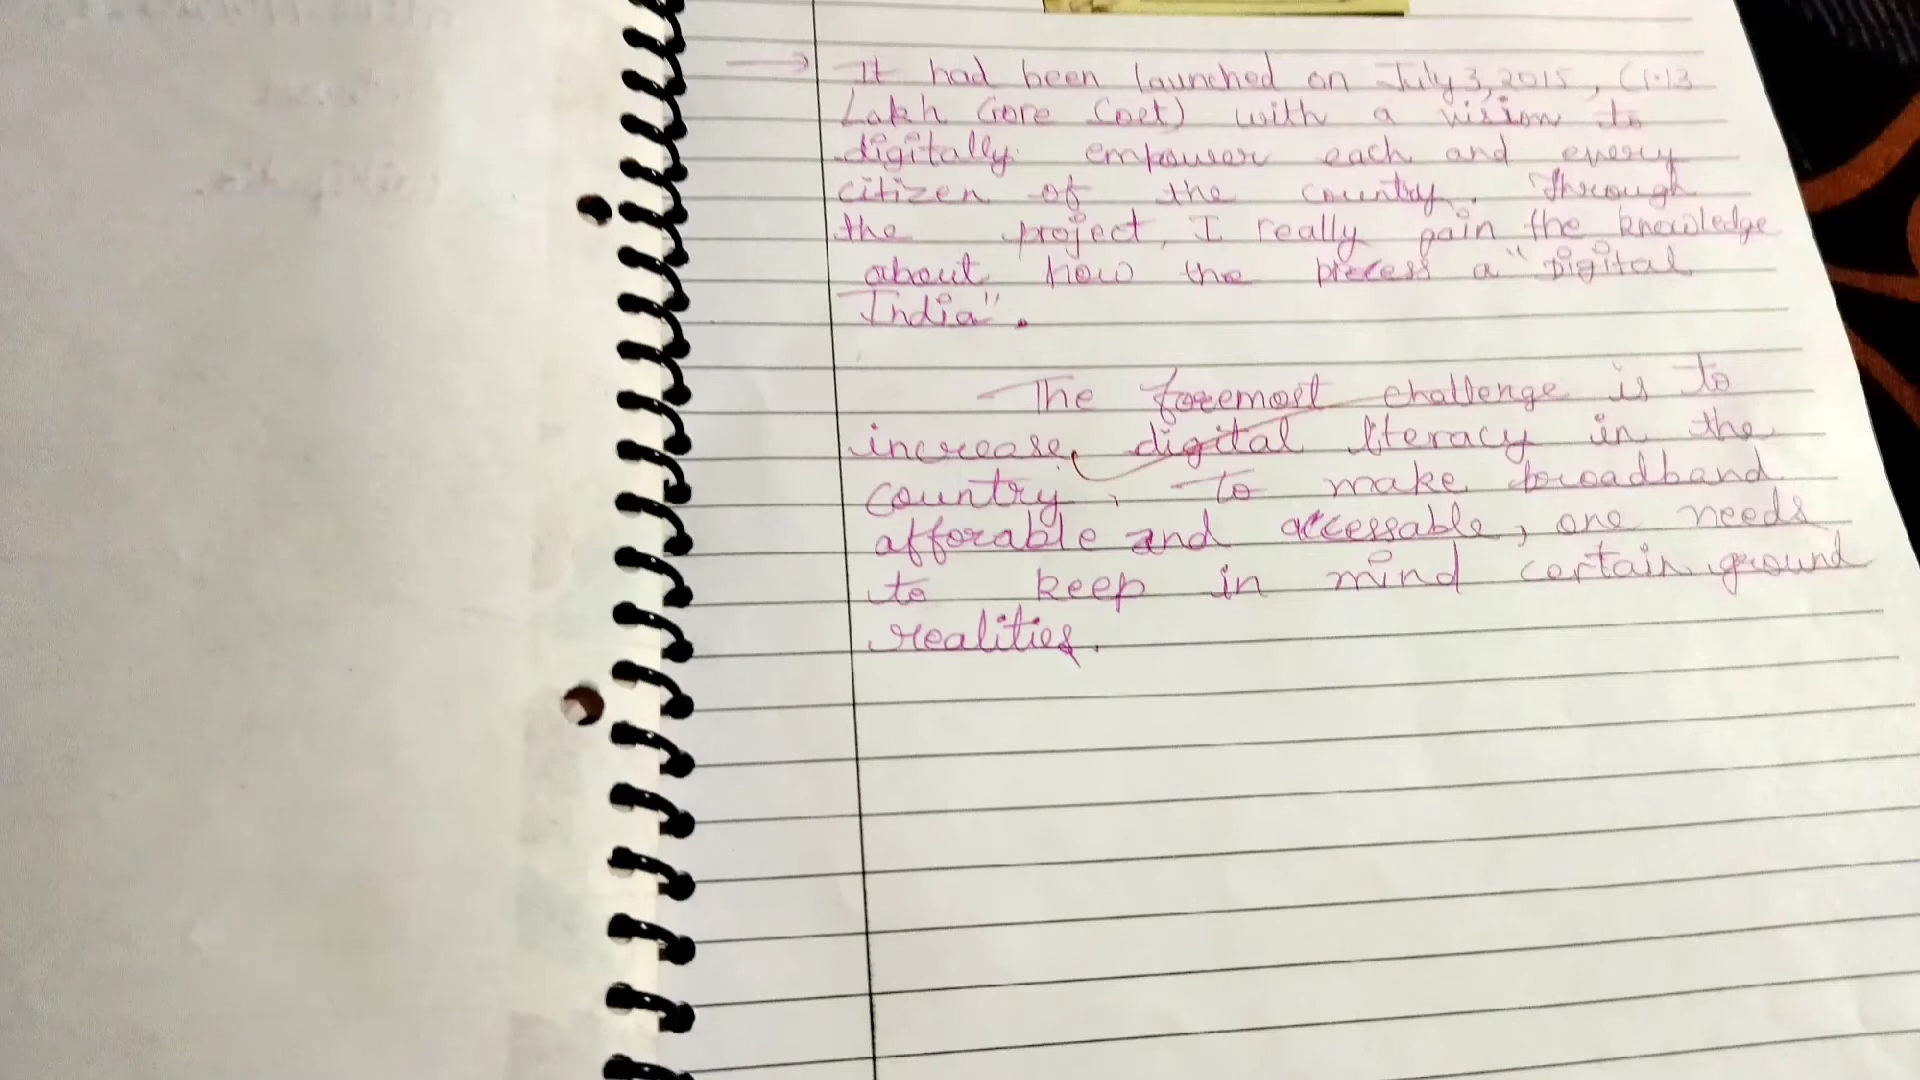 → It had been launched on July 3, 2015, (1.13
Lakh Crore Cost) with a vision to
digitally empower each and every
citizen of the country. Through
the project, I really gain the knowledge
about how the process a "Digital
India".
The foremost challenge is to
increase digital literacy in the
country, to make broadband
afforable and accessable, one needs
to keep in mind certain ground
realities.